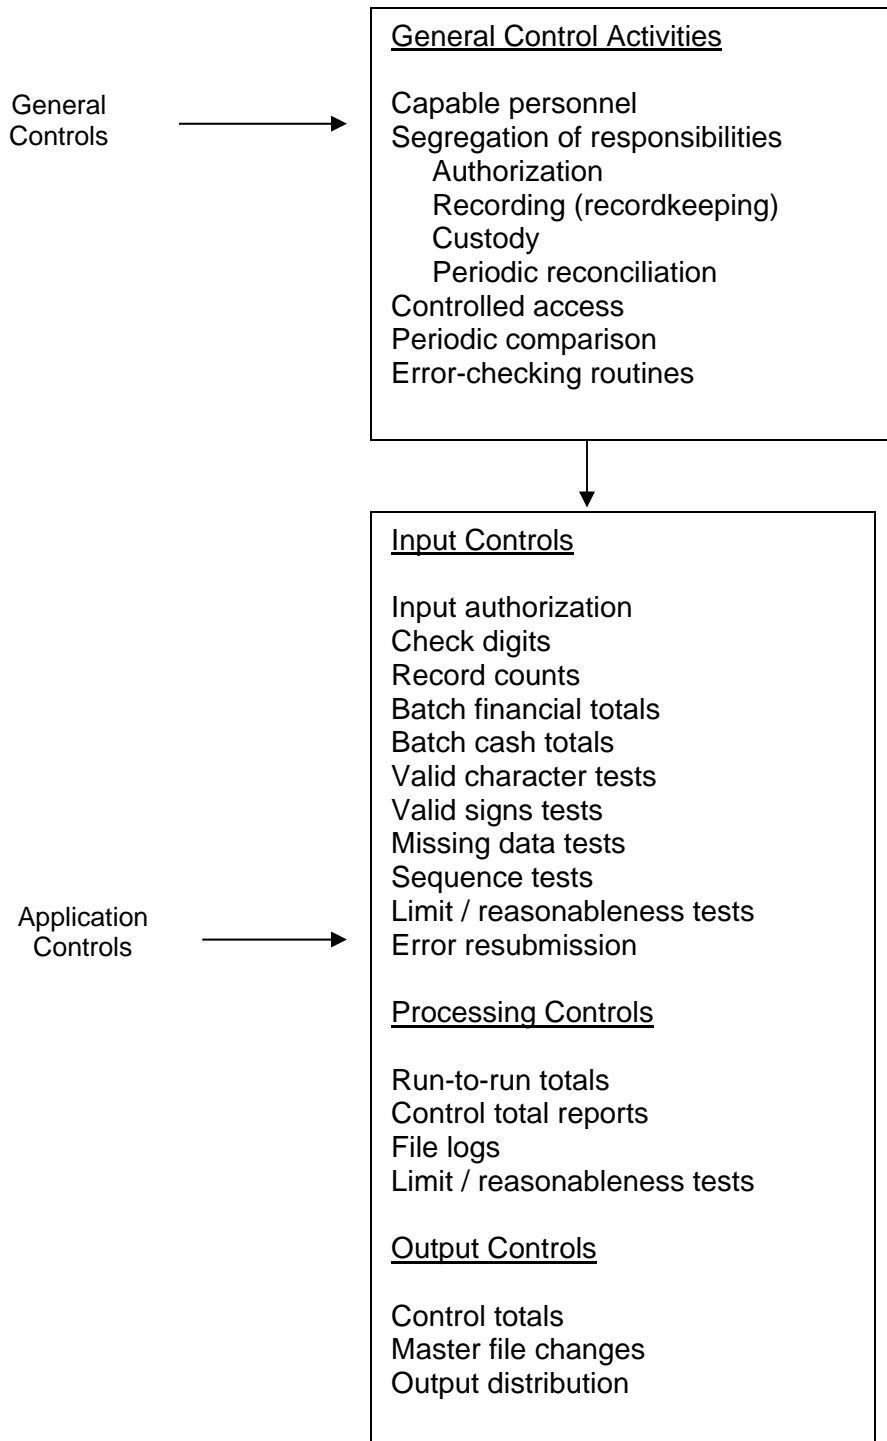 General Control Activities
General
Controls
Capable personnel
Segregation of responsibilities
Authorization
Recording (recordkeeping)
Custody
Periodic reconciliation
Controlled access
Periodic comparison
Error-checking routines
Input Controls
Input authorization
Check digits
Record counts
Batch financial totals
Batch cash totals
Valid character tests
Valid signs tests
Missing data tests
Sequence tests
Limit / reasonableness tests
Error resubmission
Application
Controls
Processing Controls
Run-to-run totals
Control total reports
File logs
Limit / reasonableness tests
Output Controls
Control totals
Master file changes
Output distribution